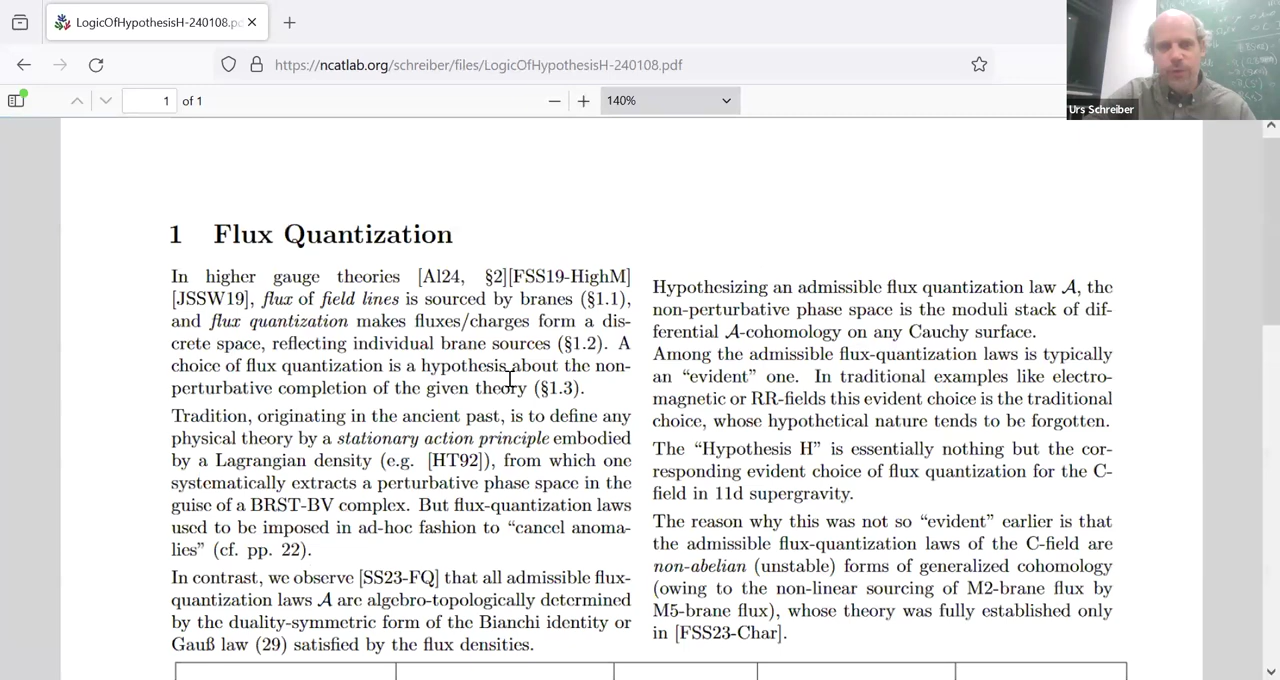 LogicOfHypothesisH-240108.pdf
https://ncatlab.org/schreiber/files/LogicOfHypothesisH-240108.pdf
1 of 1
140%
Urs Schreiber
1 Flux Quantization
In higher gauge theories [Al24, §2][FSS19-HighM]
[JSSW19], flux of field lines is sourced by branes (§1.1),
and flux quantization makes fluxes/charges form a dis-
crete space, reflecting individual brane sources (§1.2). A
choice of flux quantization is a hypothesis about the non-
perturbative completion of the given theory (§1.3).
Tradition, originating in the ancient past, is to define any
physical theory by a stationary action principle embodied
by a Lagrangian density (e.g. [HT92]), from which one
systematically extracts a perturbative phase space in the
guise of a BRST-BV complex. But flux-quantization laws
used to be imposed in ad-hoc fashion to “cancel anoma-
lies” (cf. pp. 22).
In contrast, we observe [SS23-FQ] that all admissible flux-
quantization laws 𝒜 are algebro-topologically determined
by the duality-symmetric form of the Bianchi identity or
Gauß law (29) satisfied by the flux densities.
Hypothesizing an admissible flux quantization law 𝒜, the
non-perturbative phase space is the moduli stack of dif-
ferential 𝒜-cohomology on any Cauchy surface.
Among the admissible flux-quantization laws is typically
an “evident” one. In traditional examples like electro-
magnetic or RR-fields this evident choice is the traditional
choice, whose hypothetical nature tends to be forgotten.
The “Hypothesis H” is essentially nothing but the cor-
responding evident choice of flux quantization for the C-
field in 11d supergravity.
The reason why this was not so “evident” earlier is that
the admissible flux-quantization laws of the C-field are
non-abelian (unstable) forms of generalized cohomology
(owing to the non-linear sourcing of M2-brane flux by
M5-brane flux), whose theory was fully established only
in [FSS23-Char].